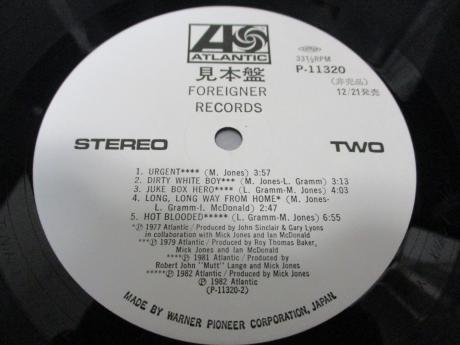 ATLANTIC
33⅓RPM
P-11320
見本盤
(非売品)
12/21発売
FOREIGNER
RECORDS
STEREO
TWO
1. URGENT**** (M. Jones) 3:57
2. DIRTY WHITE BOY*** (M. Jones-L. Gramm) 3:13
3. JUKE BOX HERO**** (L. Gramm-M. Jones) 4:03
4. LONG, LONG WAY FROM HOME* (M. Jones-
L. Gramm-I. McDonald) 2:47
5. HOT BLOODED***** (L. Gramm-M. Jones) 6:55
*Ⓟ 1977 Atlantic / Produced by John Sinclair & Gary Lyons
in collaboration with Mick Jones and Ian McDonald
***Ⓟ 1979 Atlantic / Produced by Roy Thomas Baker,
Mick Jones and Ian McDonald
****Ⓟ 1981 Atlantic / Produced by
Robert John "Mutt" Lange and Mick Jones
*****Ⓟ 1982 Atlantic / Produced by Mick Jones
Ⓟ 1982 Atlantic
(P-11320-2)
MADE BY WARNER PIONEER CORPORATION, JAPAN.